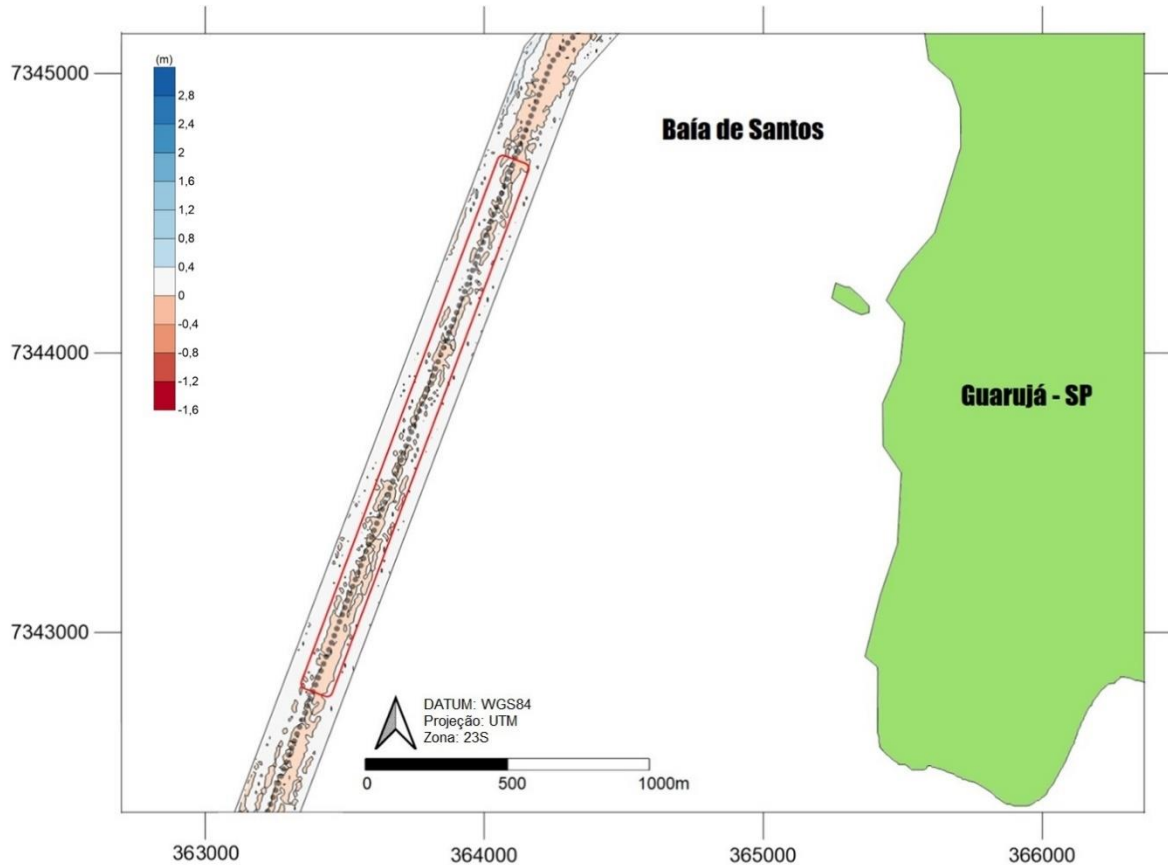 7345000
7344000
7343000
(m)
2,8
2,4
2
1,6
1,2
0,8
0,4
0
-0,4
-0,8
-1,2
-1,6
Baía de Santos
Guarujá - SP
DATUM: WGS84
Projeção: UTM
Zona: 23S
0 500 1000m
363000 364000 365000 366000